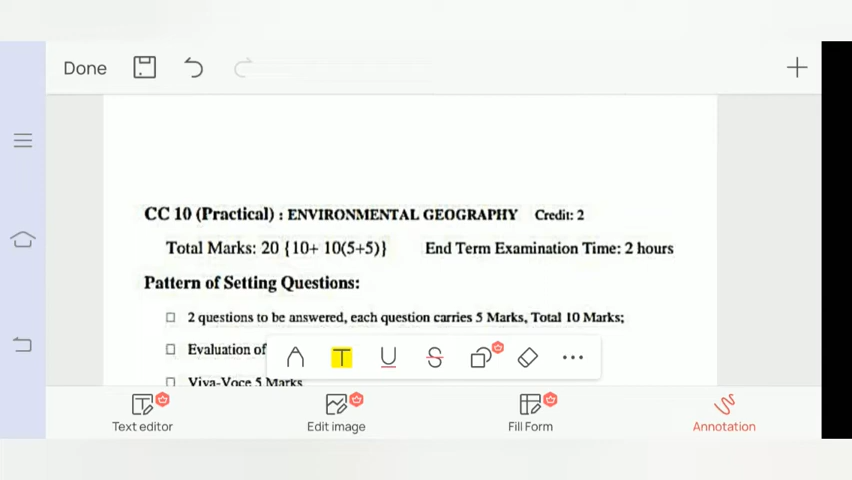 Done
CC 10 (Practical) : ENVIRONMENTAL GEOGRAPHY Credit: 2
Total Marks: 20 {10+ 10(5+5)} End Term Examination Time: 2 hours
Pattern of Setting Questions:
2 questions to be answered, each question carries 5 Marks, Total 10 Marks;
Evaluation of
T U S
Viva-Voce 5 Marks
Text editor Edit image Fill Form Annotation